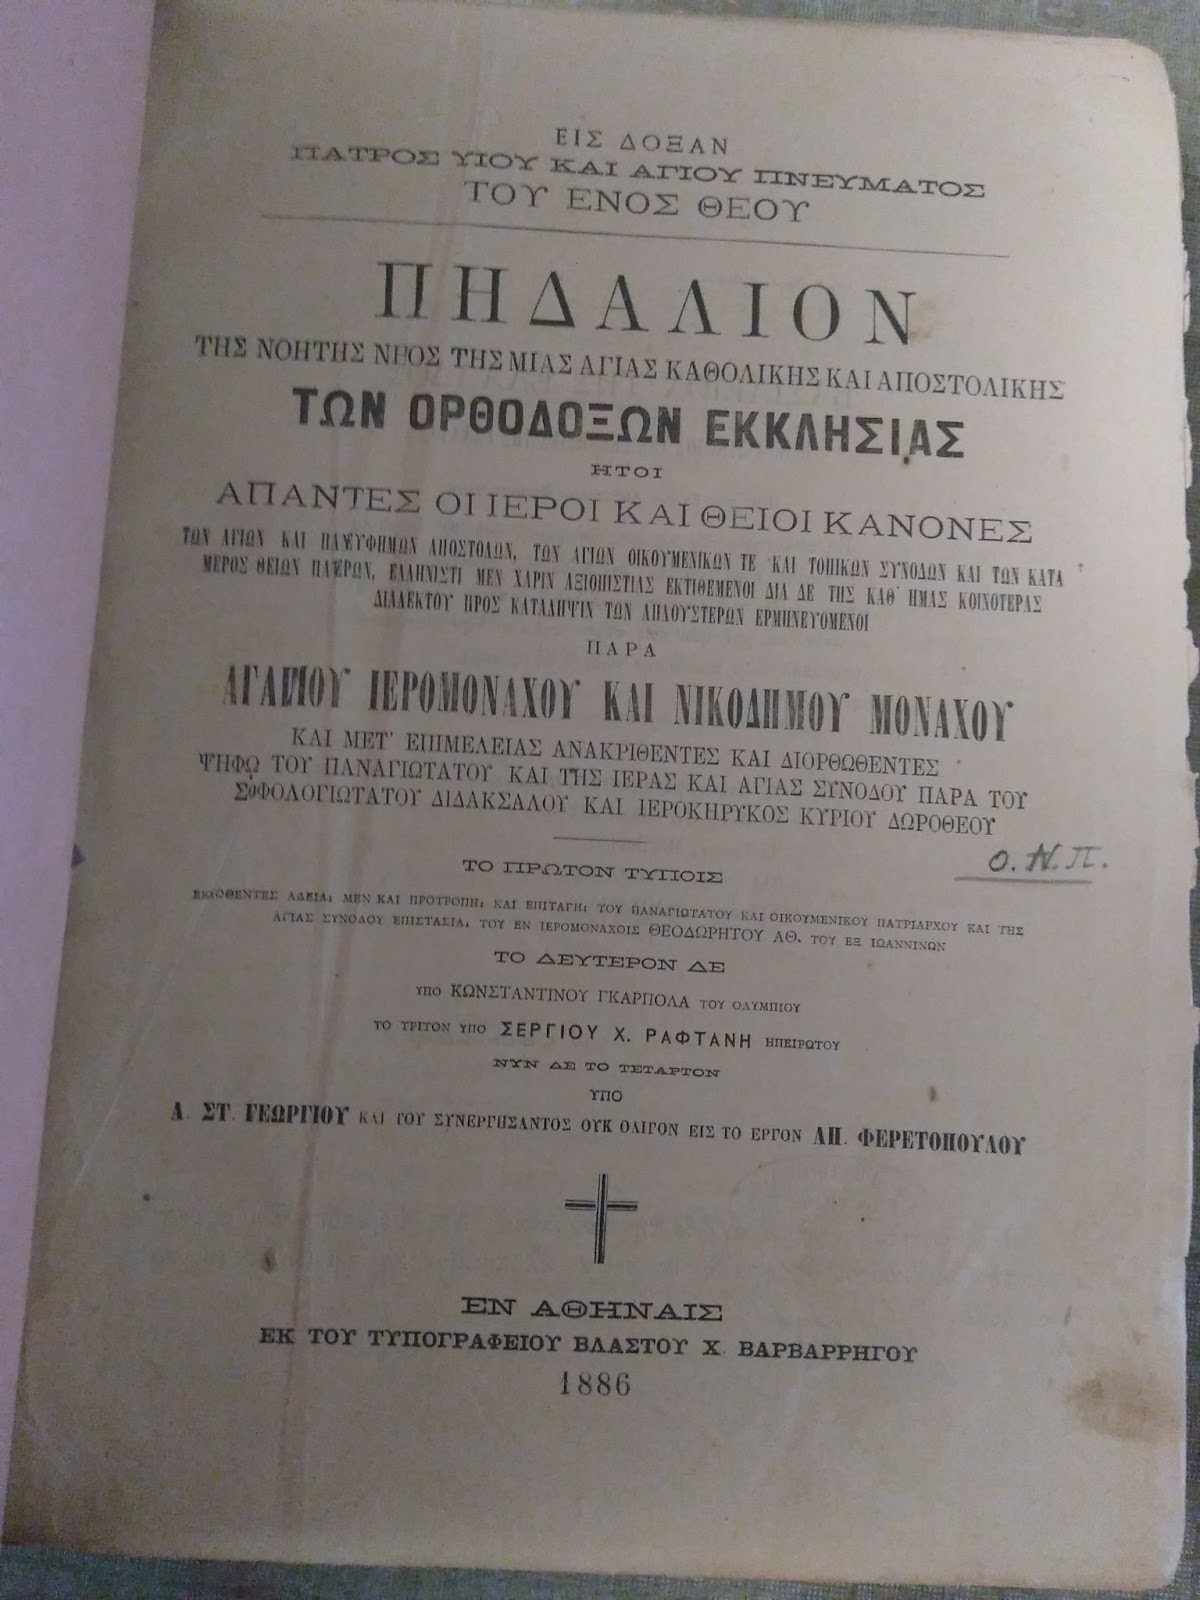 ΕΙΣ ΔΟΞΑΝ
ΠΑΤΡΟΣ ΥΙΟΥ ΚΑΙ ΑΓΙΟΥ ΠΝΕΥΜΑΤΟΣ
ΤΟΥ ΕΝΟΣ ΘΕΟΥ
ΠΗΔΑΛΙΟΝ
ΤΗΣ ΝΟΗΤΗΣ ΝΗΟΣ ΤΗΣ ΜΙΑΣ ΑΓΙΑΣ ΚΑΘΟΛΙΚΗΣ ΚΑΙ ΑΠΟΣΤΟΛΙΚΗΣ
ΤΩΝ ΟΡΘΟΔΟΞΩΝ ΕΚΚΛΗΣΙΑΣ
ΗΤΟΙ
ΑΠΑΝΤΕΣ ΟΙ ΙΕΡΟΙ ΚΑΙ ΘΕΙΟΙ ΚΑΝΟΝΕΣ
ΤΩΝ ΑΓΙΩΝ ΚΑΙ ΠΑΝΕΥΦΗΜΩΝ ΑΠΟΣΤΟΛΩΝ, ΤΩΝ ΑΓΙΩΝ ΟΙΚΟΥΜΕΝΙΚΩΝ ΤΕ ΚΑΙ ΤΟΠΙΚΩΝ ΣΥΝΟΔΩΝ ΚΑΙ ΤΩΝ ΚΑΤΑ
ΜΕΡΟΣ ΘΕΙΩΝ ΠΑΤΕΡΩΝ, ΕΛΛΗΝΙΣΤΙ ΜΕΝ ΧΑΡΙΝ ΑΞΙΟΠΙΣΤΙΑΣ ΕΚΤΙΘΕΜΕΝΟΙ ΔΙΑ ΔΕ ΤΗΣ ΚΑΘ' ΗΜΑΣ ΚΟΙΝΟΤΕΡΑΣ
ΔΙΑΛΕΚΤΟΥ ΠΡΟΣ ΚΑΤΑΛΗΨΙΝ ΤΩΝ ΑΠΛΟΥΣΤΕΡΩΝ ΕΡΜΗΝΕΥΟΜΕΝΟΙ
ΠΑΡΑ
ΑΓΑΠΙΟΥ ΙΕΡΟΜΟΝΑΧΟΥ ΚΑΙ ΝΙΚΟΔΗΜΟΥ ΜΟΝΑΧΟΥ
ΚΑΙ ΜΕΤ' ΕΠΙΜΕΛΕΙΑΣ ΑΝΑΚΡΙΘΕΝΤΕΣ ΚΑΙ ΔΙΟΡΘΩΘΕΝΤΕΣ
ΨΗΦΩ ΤΟΥ ΠΑΝΑΓΙΩΤΑΤΟΥ ΚΑΙ ΤΗΣ ΙΕΡΑΣ ΚΑΙ ΑΓΙΑΣ ΣΥΝΟΔΟΥ ΠΑΡΑ ΤΟΥ
ΣΟΦΟΛΟΓΙΩΤΑΤΟΥ ΔΙΔΑΚΣΑΛΟΥ ΚΑΙ ΙΕΡΟΚΗΡΥΚΟΣ ΚΥΡΙΟΥ ΔΩΡΟΘΕΟΥ
Ο.Ν.Π.
ΤΟ ΠΡΩΤΟΝ ΤΥΠΟΙΣ
ΕΚΔΟΘΕΝΤΕΣ ΑΔΕΙΑι ΜΕΝ ΚΑΙ ΠΡΟΤΡΟΠΗι ΚΑΙ ΕΠΙΤΑΓΗι ΤΟΥ ΠΑΝΑΓΙΩΤΑΤΟΥ ΚΑΙ ΟΙΚΟΥΜΕΝΙΚΟΥ ΠΑΤΡΙΑΡΧΟΥ ΚΑΙ ΤΗΣ
ΑΓΙΑΣ ΣΥΝΟΔΟΥ ΕΠΙΣΤΑΣΙΑι ΤΟΥ ΕΝ ΙΕΡΟΜΟΝΑΧΟΙΣ ΘΕΟΔΩΡΗΤΟΥ ΑΘ. ΤΟΥ ΕΞ ΙΩΑΝΝΙΝΩΝ
ΤΟ ΔΕΥΤΕΡΟΝ ΔΕ
ΥΠΟ ΚΩΝΣΤΑΝΤΙΝΟΥ ΓΚΑΡΠΟΛΑ ΤΟΥ ΟΛΥΜΠΙΟΥ
ΤΟ ΤΡΙΤΟΝ ΥΠΟ ΣΕΡΓΙΟΥ Χ. ΡΑΦΤΑΝΗ ΗΠΕΙΡΩΤΟΥ
ΝΥΝ ΔΕ ΤΟ ΤΕΤΑΡΤΟΝ
ΥΠΟ
Α. ΣΤ. ΓΕΩΡΓΙΟΥ ΚΑΙ ΤΟΥ ΣΥΝΕΡΓΗΣΑΝΤΟΣ ΟΥΚ ΟΛΙΓΟΝ ΕΙΣ ΤΟ ΕΡΓΟΝ ΑΠ. ΦΕΡΕΤΟΠΟΥΛΟΥ
ΕΝ ΑΘΗΝΑΙΣ
ΕΚ ΤΟΥ ΤΥΠΟΓΡΑΦΕΙΟΥ ΒΛΑΣΤΟΥ Χ. ΒΑΡΒΑΡΡΗΓΟΥ
1886